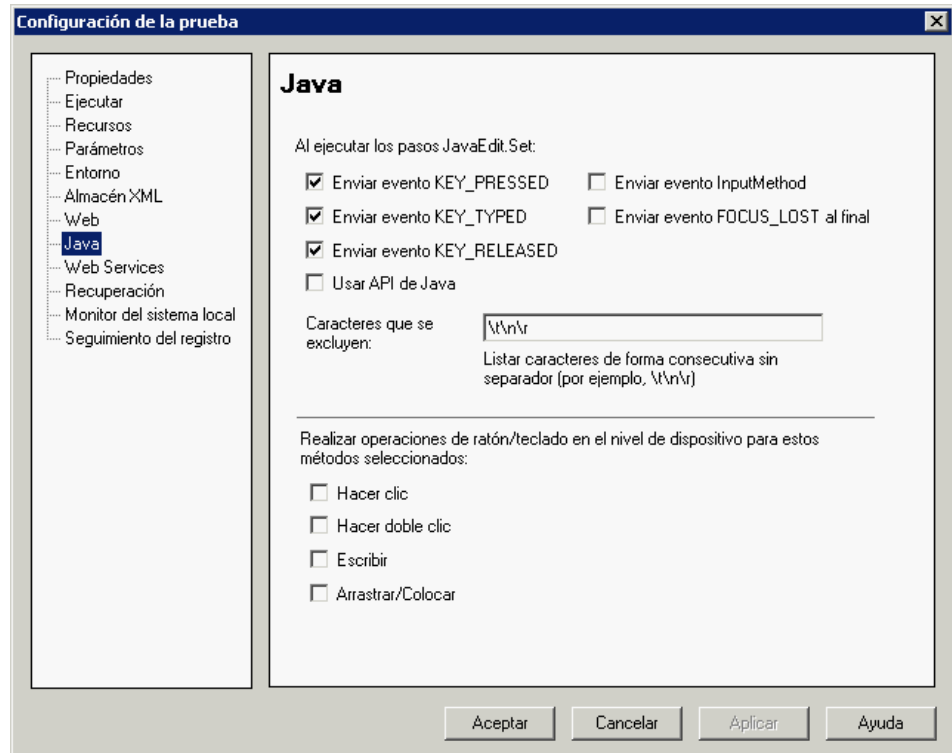 Configuración de la prueba
Propiedades
Ejecutar
Recursos
Parámetros
Entorno
Almacén XML
Web
Java
Web Services
Recuperación
Monitor del sistema local
Seguimiento del registro
Java
Al ejecutar los pasos JavaEdit.Set:
Enviar evento KEY_PRESSED
Enviar evento InputMethod
Enviar evento KEY_TYPED
Enviar evento FOCUS_LOST al final
Enviar evento KEY_RELEASED
Usar API de Java
Caracteres que se
excluyen:
\t\n\r
Listar caracteres de forma consecutiva sin
separador (por ejemplo, \t\n\r)
Realizar operaciones de ratón/teclado en el nivel de dispositivo para estos
métodos seleccionados:
Hacer clic
Hacer doble clic
Escribir
Arrastrar/Colocar
Aceptar
Cancelar
Aplicar
Ayuda